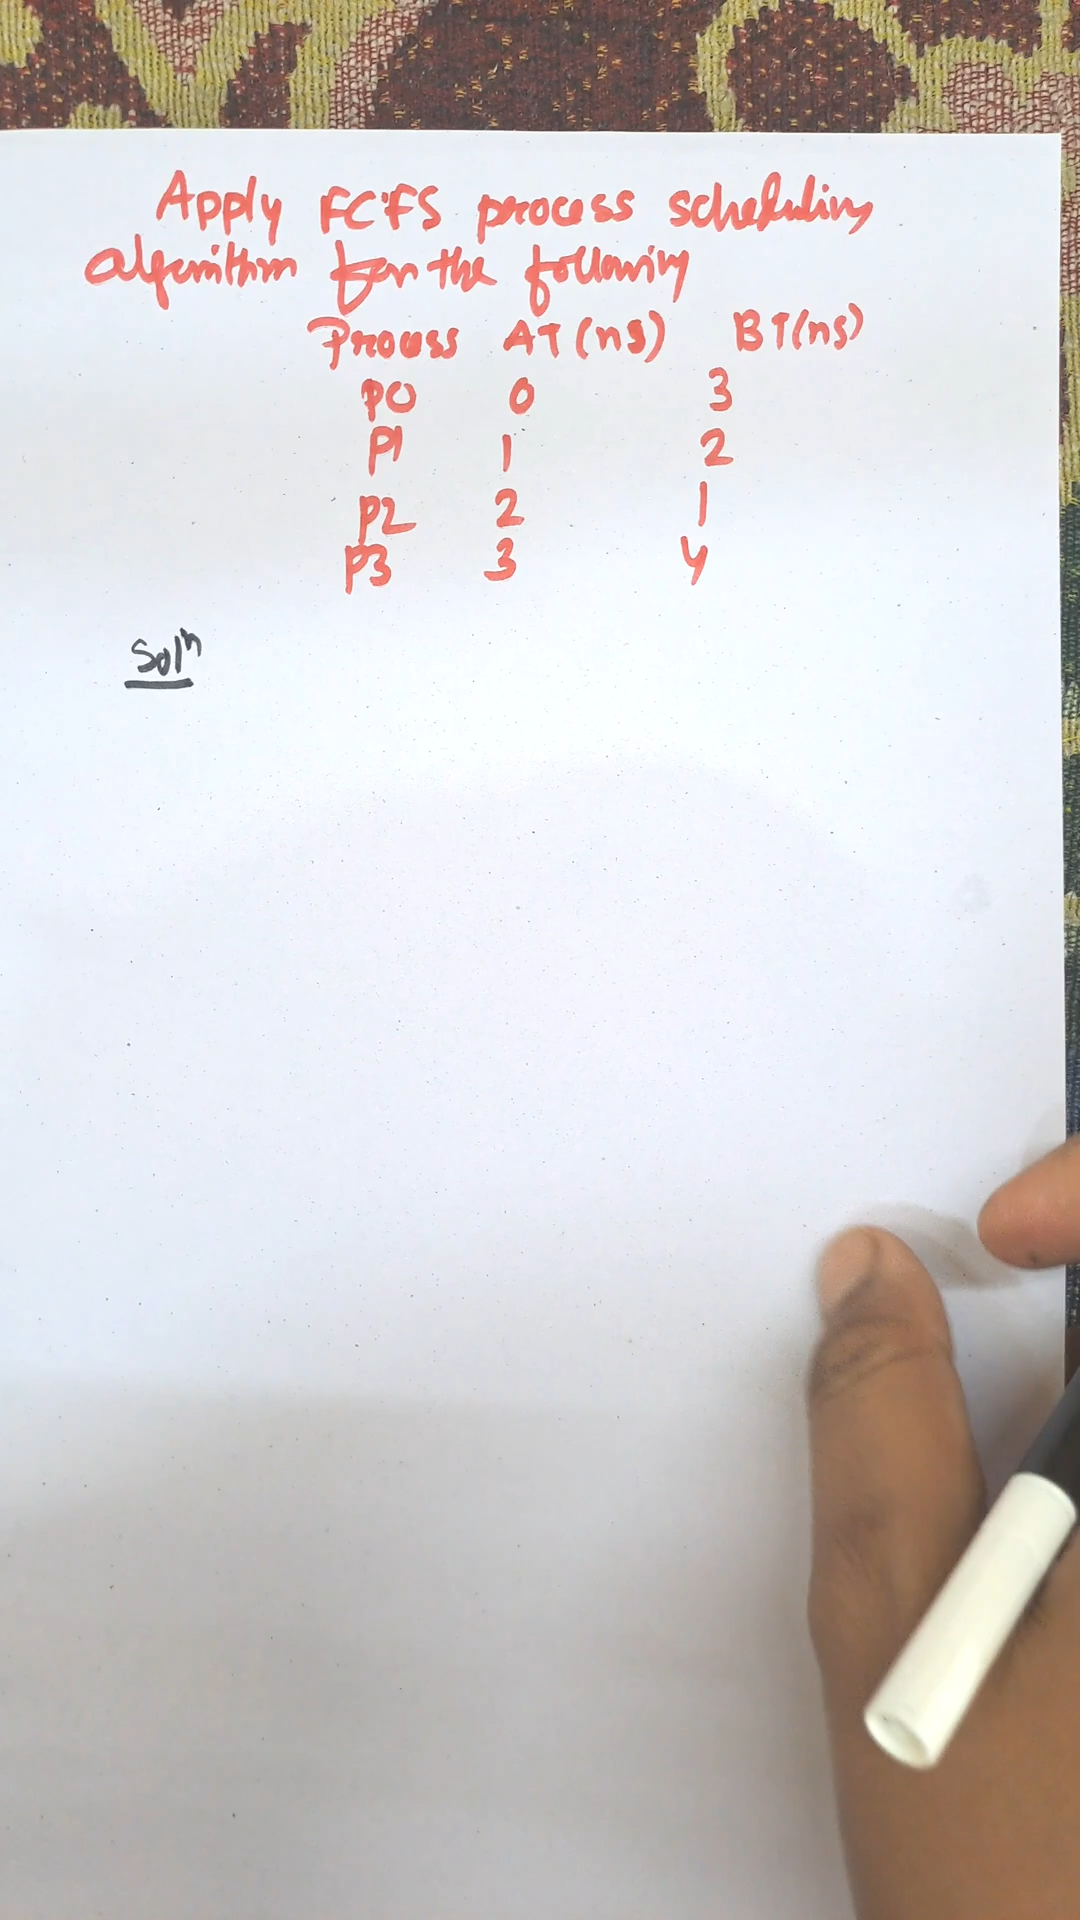 Apply FCFS process scheduling
algorithm for the following
Process AT(ns) BT(ns)
P0 0 3
P1 1 2
P2 2 1
P3 3 4
Solⁿ